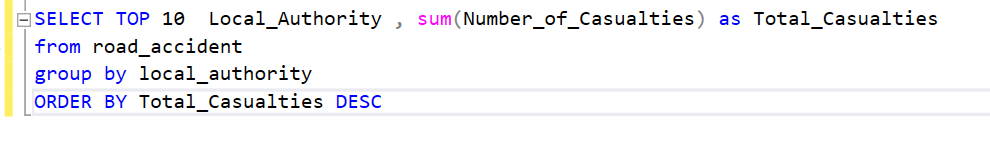 SELECT TOP 10  Local_Authority , sum(Number_of_Casualties) as Total_Casualties
from road_accident
group by local_authority
ORDER BY Total_Casualties DESC